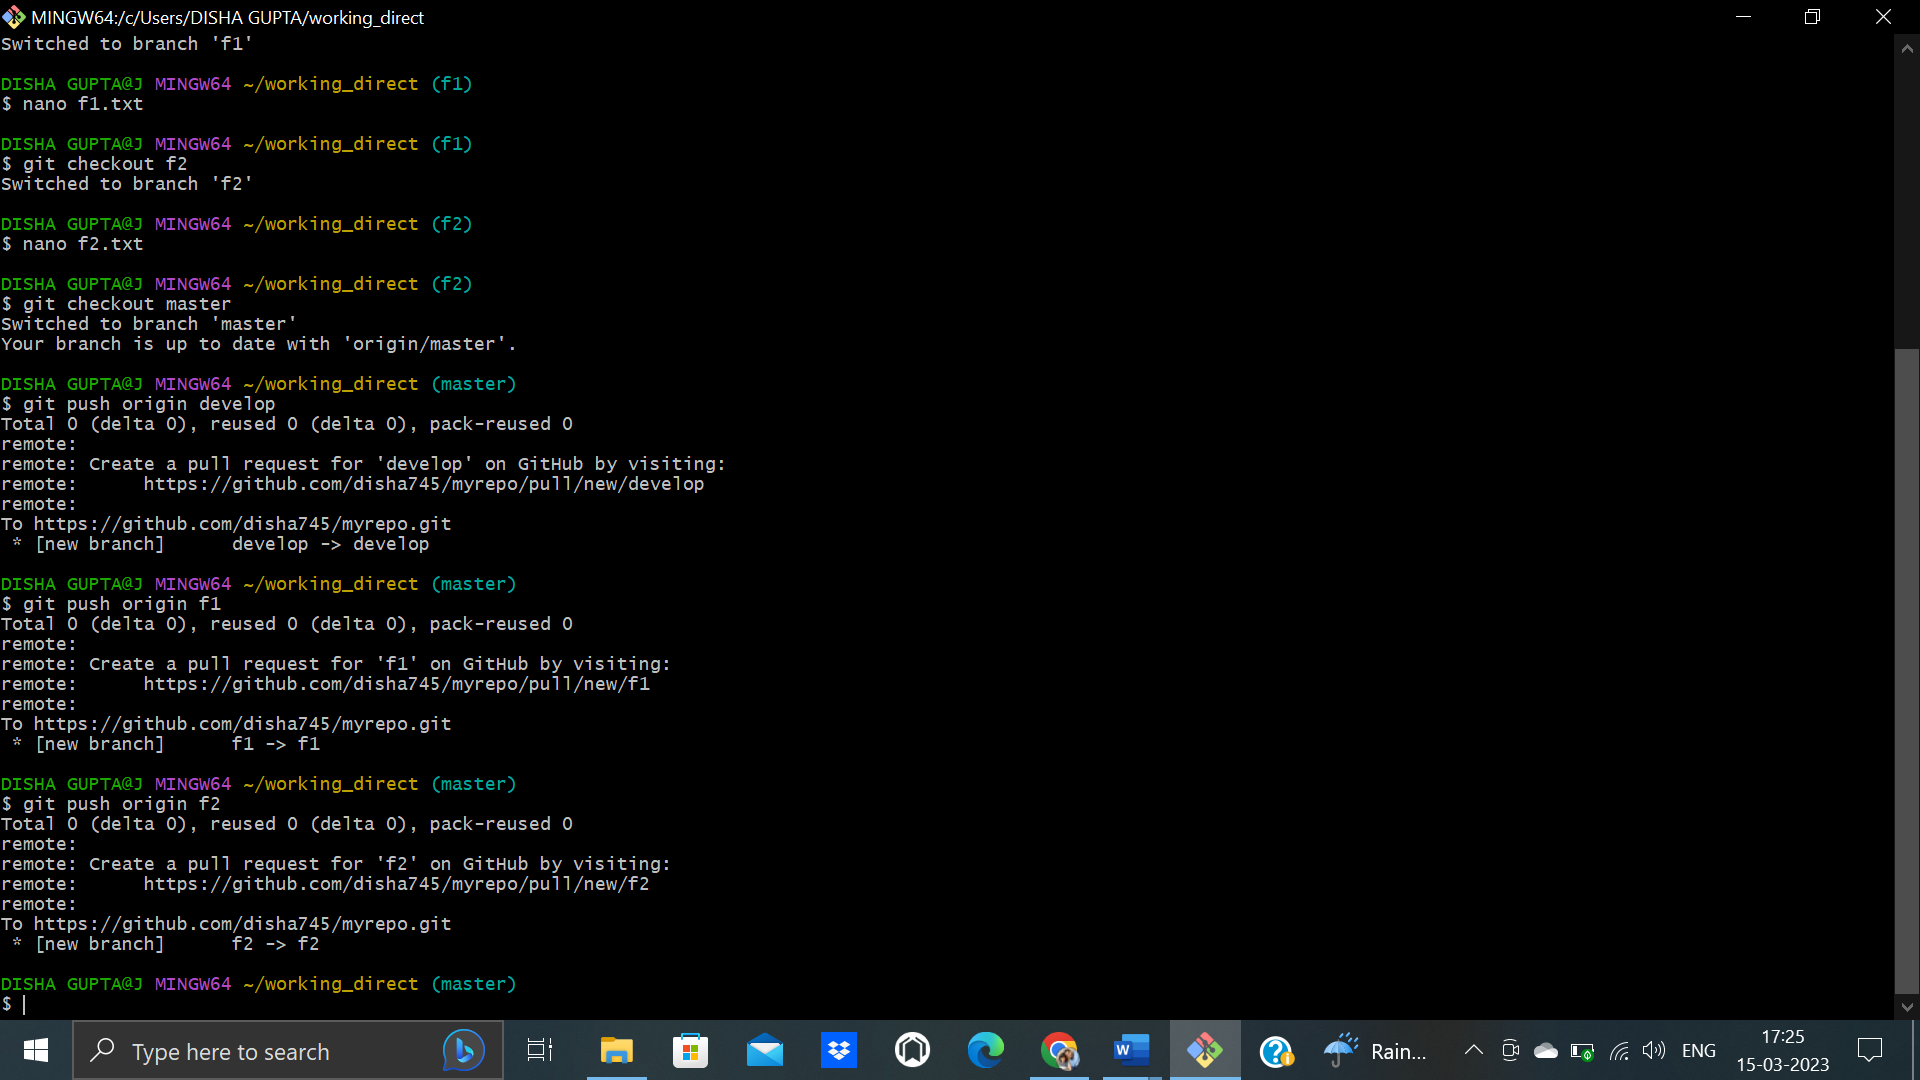 MINGW64:/c/Users/DISHA GUPTA/working_direct
Switched to branch 'f1'
DISHA GUPTA@J MINGW64 ~/working_direct (f1)
$ nano f1.txt
DISHA GUPTA@J MINGW64 ~/working_direct (f1)
$ git checkout f2
Switched to branch 'f2'
DISHA GUPTA@J MINGW64 ~/working_direct (f2)
$ nano f2.txt
DISHA GUPTA@J MINGW64 ~/working_direct (f2)
$ git checkout master
Switched to branch 'master'
Your branch is up to date with 'origin/master'.
DISHA GUPTA@J MINGW64 ~/working_direct (master)
$ git push origin develop
Total 0 (delta 0), reused 0 (delta 0), pack-reused 0
remote:
remote: Create a pull request for 'develop' on GitHub by visiting:
remote:      https://github.com/disha745/myrepo/pull/new/develop
remote:
To https://github.com/disha745/myrepo.git
 * [new branch]      develop -> develop
DISHA GUPTA@J MINGW64 ~/working_direct (master)
$ git push origin f1
Total 0 (delta 0), reused 0 (delta 0), pack-reused 0
remote:
remote: Create a pull request for 'f1' on GitHub by visiting:
remote:      https://github.com/disha745/myrepo/pull/new/f1
remote:
To https://github.com/disha745/myrepo.git
 * [new branch]      f1 -> f1
DISHA GUPTA@J MINGW64 ~/working_direct (master)
$ git push origin f2
Total 0 (delta 0), reused 0 (delta 0), pack-reused 0
remote:
remote: Create a pull request for 'f2' on GitHub by visiting:
remote:      https://github.com/disha745/myrepo/pull/new/f2
remote:
To https://github.com/disha745/myrepo.git
 * [new branch]      f2 -> f2
DISHA GUPTA@J MINGW64 ~/working_direct (master)
$
Type here to search
Rain...
ENG
17:25
15-03-2023